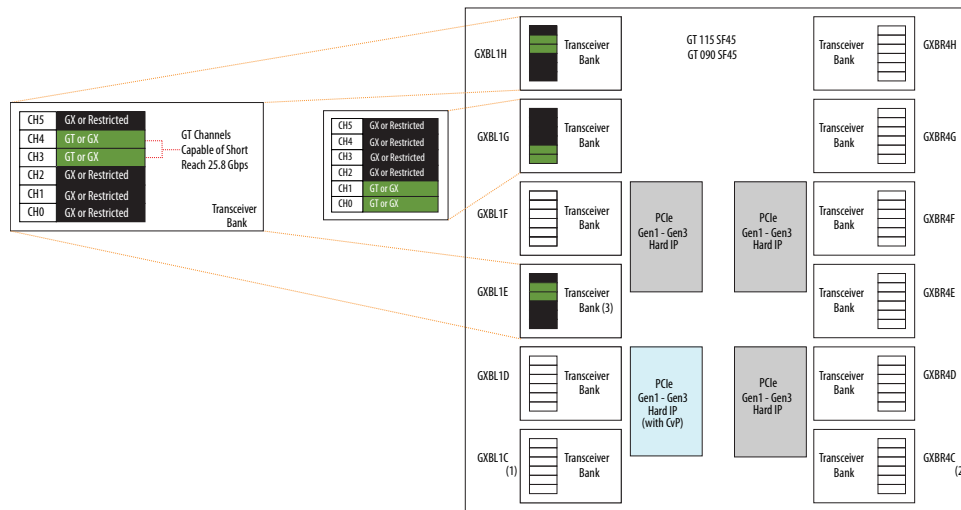 GT 115 SF45
GT 090 SF45
GXBL1H
Transceiver
Bank
Transceiver
Bank
GXBR4H
CH5 GX or Restricted
CH4 GT or GX
CH3 GT or GX
CH2 GX or Restricted
CH1 GX or Restricted
CH0 GX or Restricted
GT Channels
Capable of Short
Reach 25.8 Gbps
Transceiver
Bank
CH5 GX or Restricted
CH4 GX or Restricted
CH3 GX or Restricted
CH2 GX or Restricted
CH1 GT or GX
CH0 GT or GX
GXBL1G
Transceiver
Bank
Transceiver
Bank
GXBR4G
GXBL1F
Transceiver
Bank
PCIe
Gen1 - Gen3
Hard IP
PCIe
Gen1 - Gen3
Hard IP
Transceiver
Bank
GXBR4F
GXBL1E
Transceiver
Bank (3)
Transceiver
Bank
GXBR4E
GXBL1D
Transceiver
Bank
PCIe
Gen1 - Gen3
Hard IP
(with CvP)
PCIe
Gen1 - Gen3
Hard IP
Transceiver
Bank
GXBR4D
GXBL1C
(1)
Transceiver
Bank
Transceiver
Bank
GXBR4C
(2